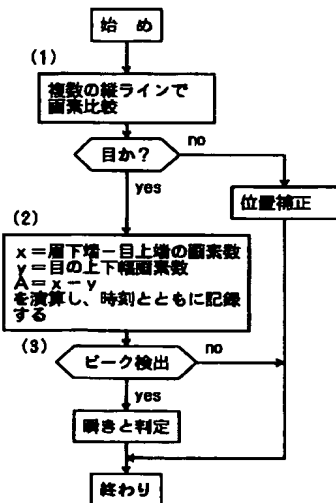 始 め
(1)
複数の縦ラインで
画素比較
目か?
no
yes
位置補正
(2)
x=眉下端-目上端の画素数
y=目の上下幅画素数
A=x-y
を演算し、時刻とともに記録
する
(3)
ピーク検出
no
yes
瞬きと判定
終わり